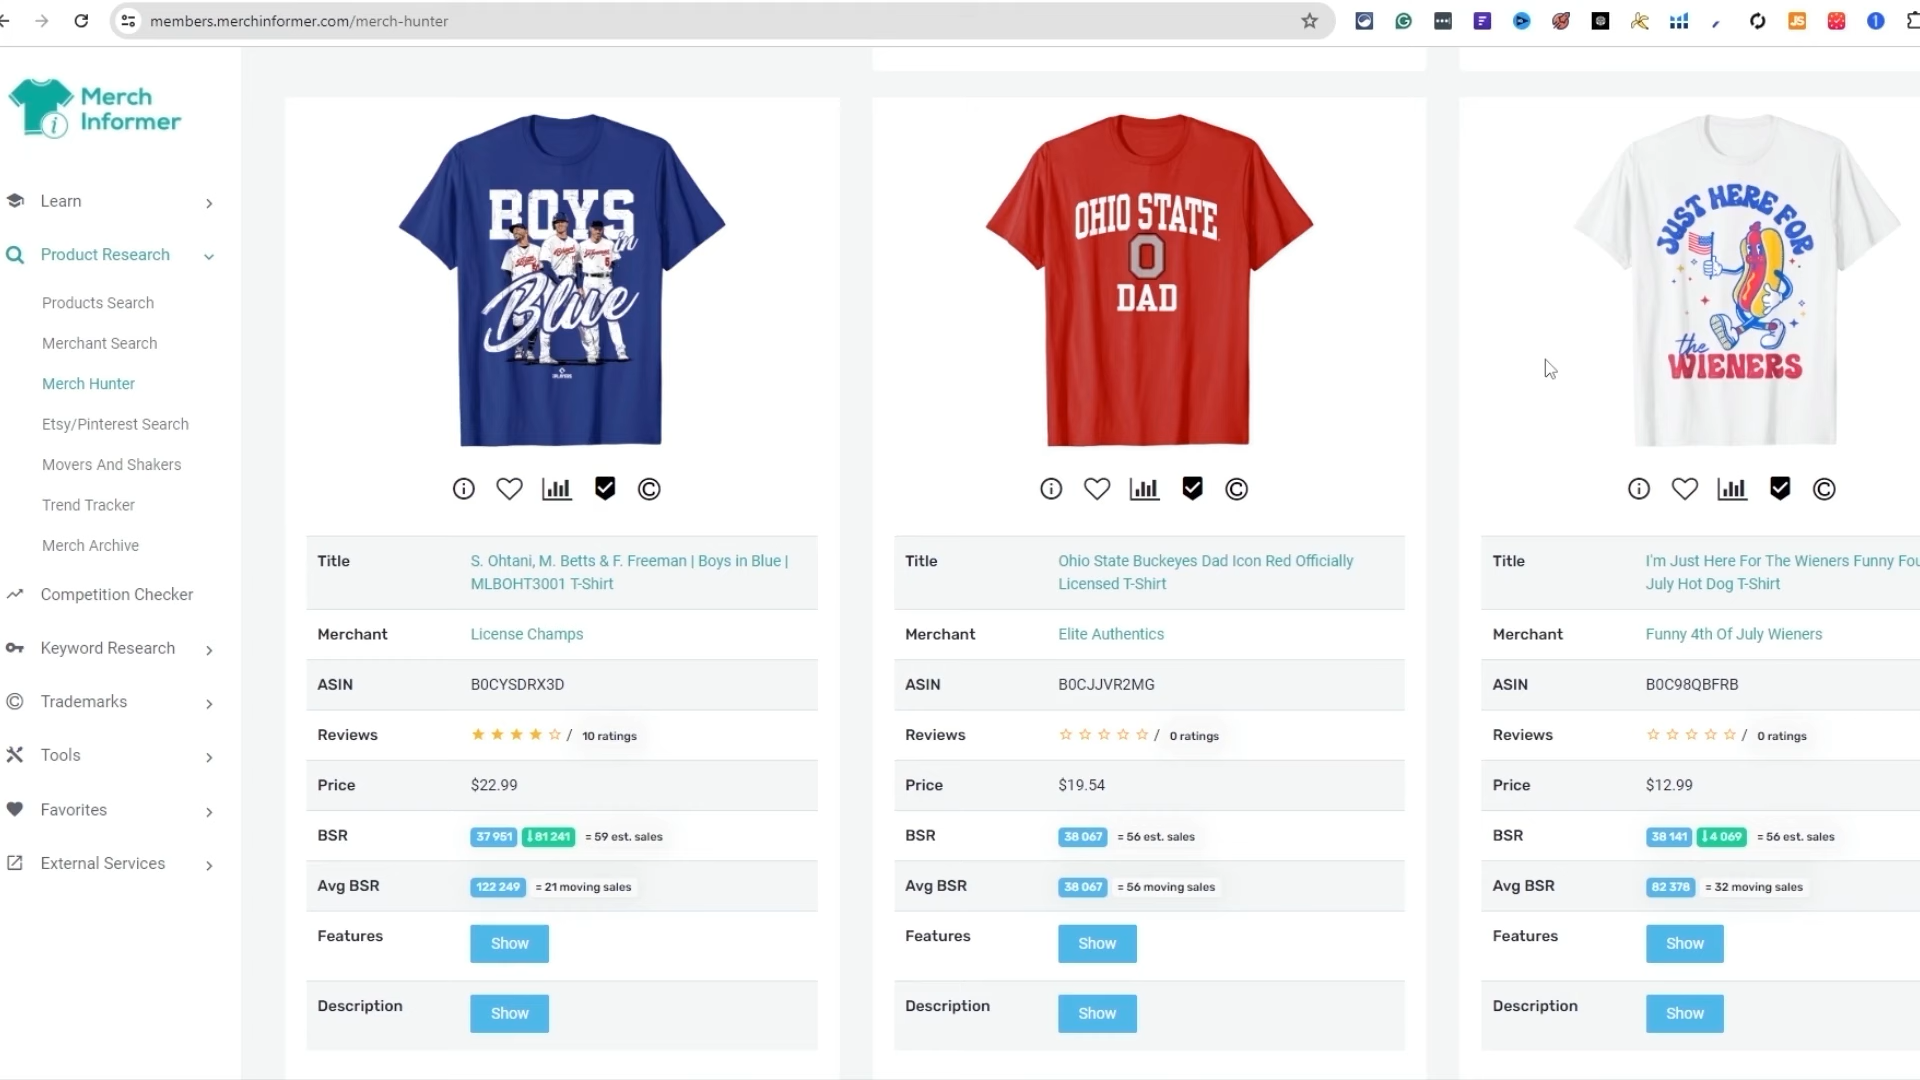 members.merchinformer.com/merch-hunter
Merch
Informer
Learn
Product Research
Products Search
Merchant Search
Merch Hunter
Etsy/Pinterest Search
Movers And Shakers
Trend Tracker
Merch Archive
Competition Checker
Keyword Research
Trademarks
Tools
Favorites
External Services
BOYS
in
Blue
Title
S. Ohtani, M. Betts & F. Freeman | Boys in Blue |
MLBOHT3001 T-Shirt
Merchant
License Champs
ASIN
B0CYSDRX3D
Reviews
/ 10 ratings
Price
$22.99
BSR
37 951 ↓81 241 = 59 est. sales
Avg BSR
122 249 = 21 moving sales
Features
Show
Description
Show
OHIO STATE
O
DAD
Title
Ohio State Buckeyes Dad Icon Red Officially
Licensed T-Shirt
Merchant
Elite Authentics
ASIN
B0CJJVR2MG
Reviews
/ 0 ratings
Price
$19.54
BSR
38 067 = 56 est. sales
Avg BSR
38 067 = 56 moving sales
Features
Show
Description
Show
JUST HERE FOR
the
WIENERS
Title
I'm Just Here For The Wieners Funny Fou
July Hot Dog T-Shirt
Merchant
Funny 4th Of July Wieners
ASIN
B0C98QBFRB
Reviews
/ 0 ratings
Price
$12.99
BSR
38 141 ↓4 069 = 56 est. sales
Avg BSR
82 378 = 32 moving sales
Features
Show
Description
Show